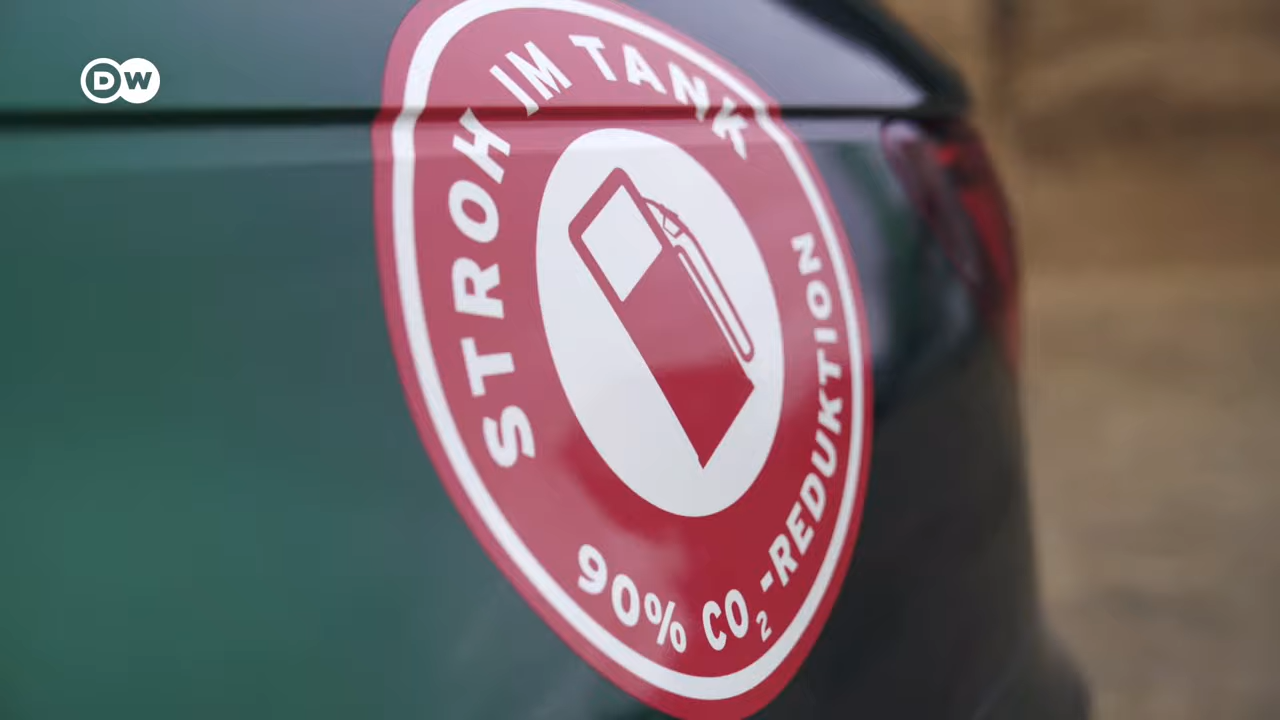 DW
STROH IM TANK
90% CO₂-REDUKTION